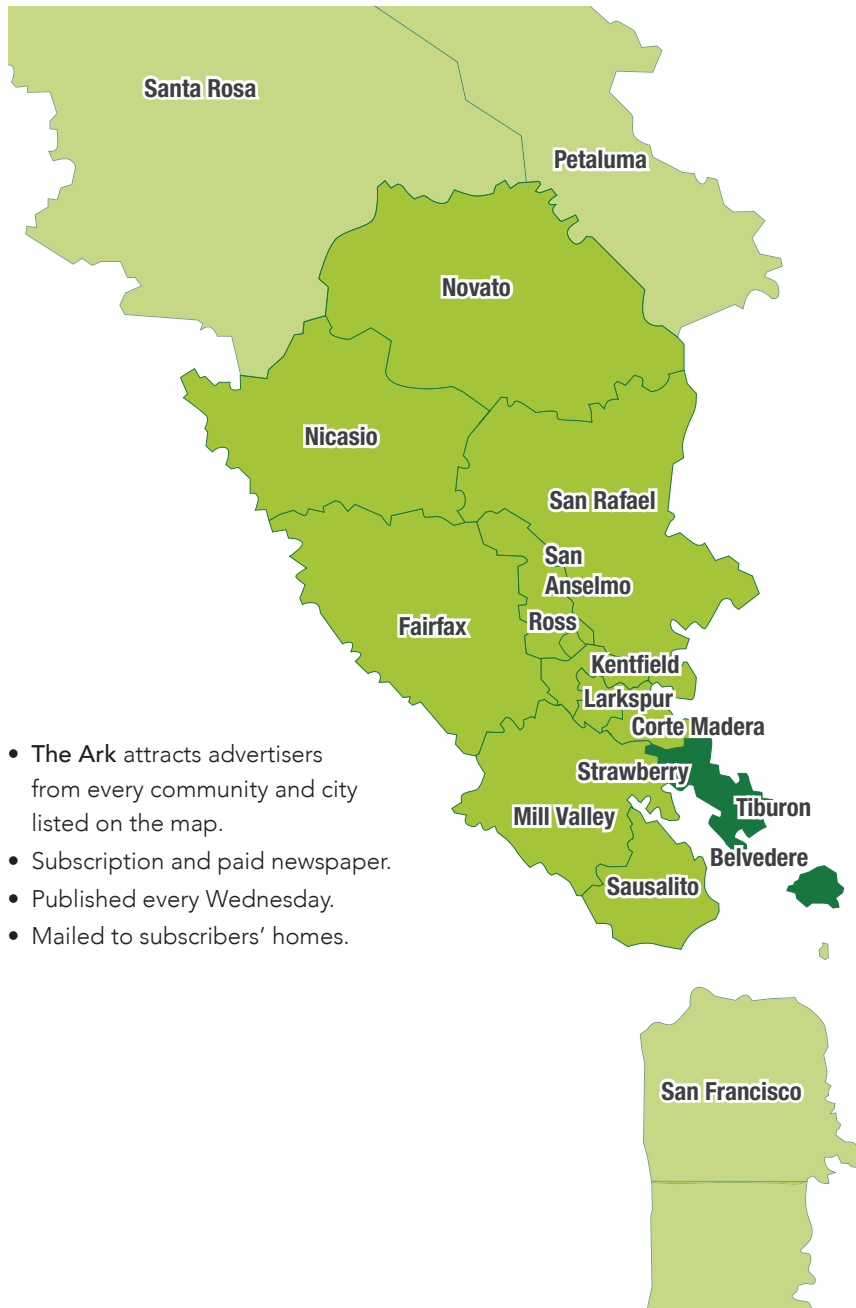 Santa Rosa
Petaluma
Novato
Nicasio
San Rafael
San
Anselmo
Ross
Fairfax
Kentfield
Larkspur
Corte Madera
Strawberry
Mill Valley
Tiburon
Belvedere
Sausalito
• The Ark attracts advertisers
from every community and city
listed on the map.
• Subscription and paid newspaper.
• Published every Wednesday.
• Mailed to subscribers’ homes.
San Francisco